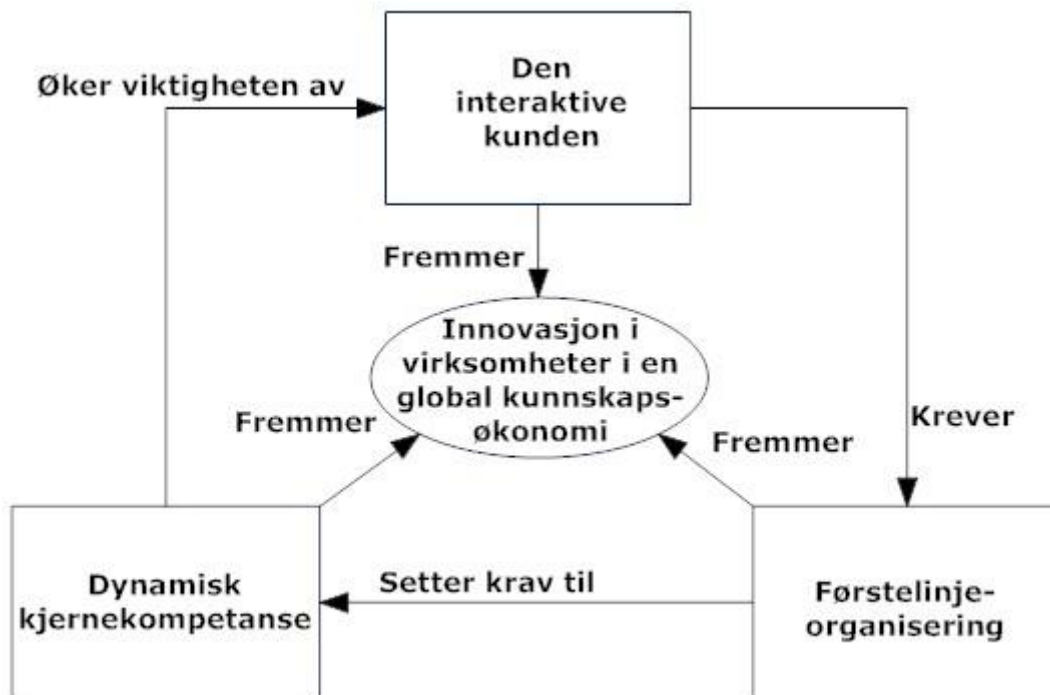 Øker viktigheten av
Den
interaktive
kunden
Fremmer
Innovasjon i
virksomheter i en
global kunnskaps-
økonomi
Fremmer
Fremmer
Krever
Dynamisk
kjernekompetanse
Setter krav til
Førstelinje-
organisering